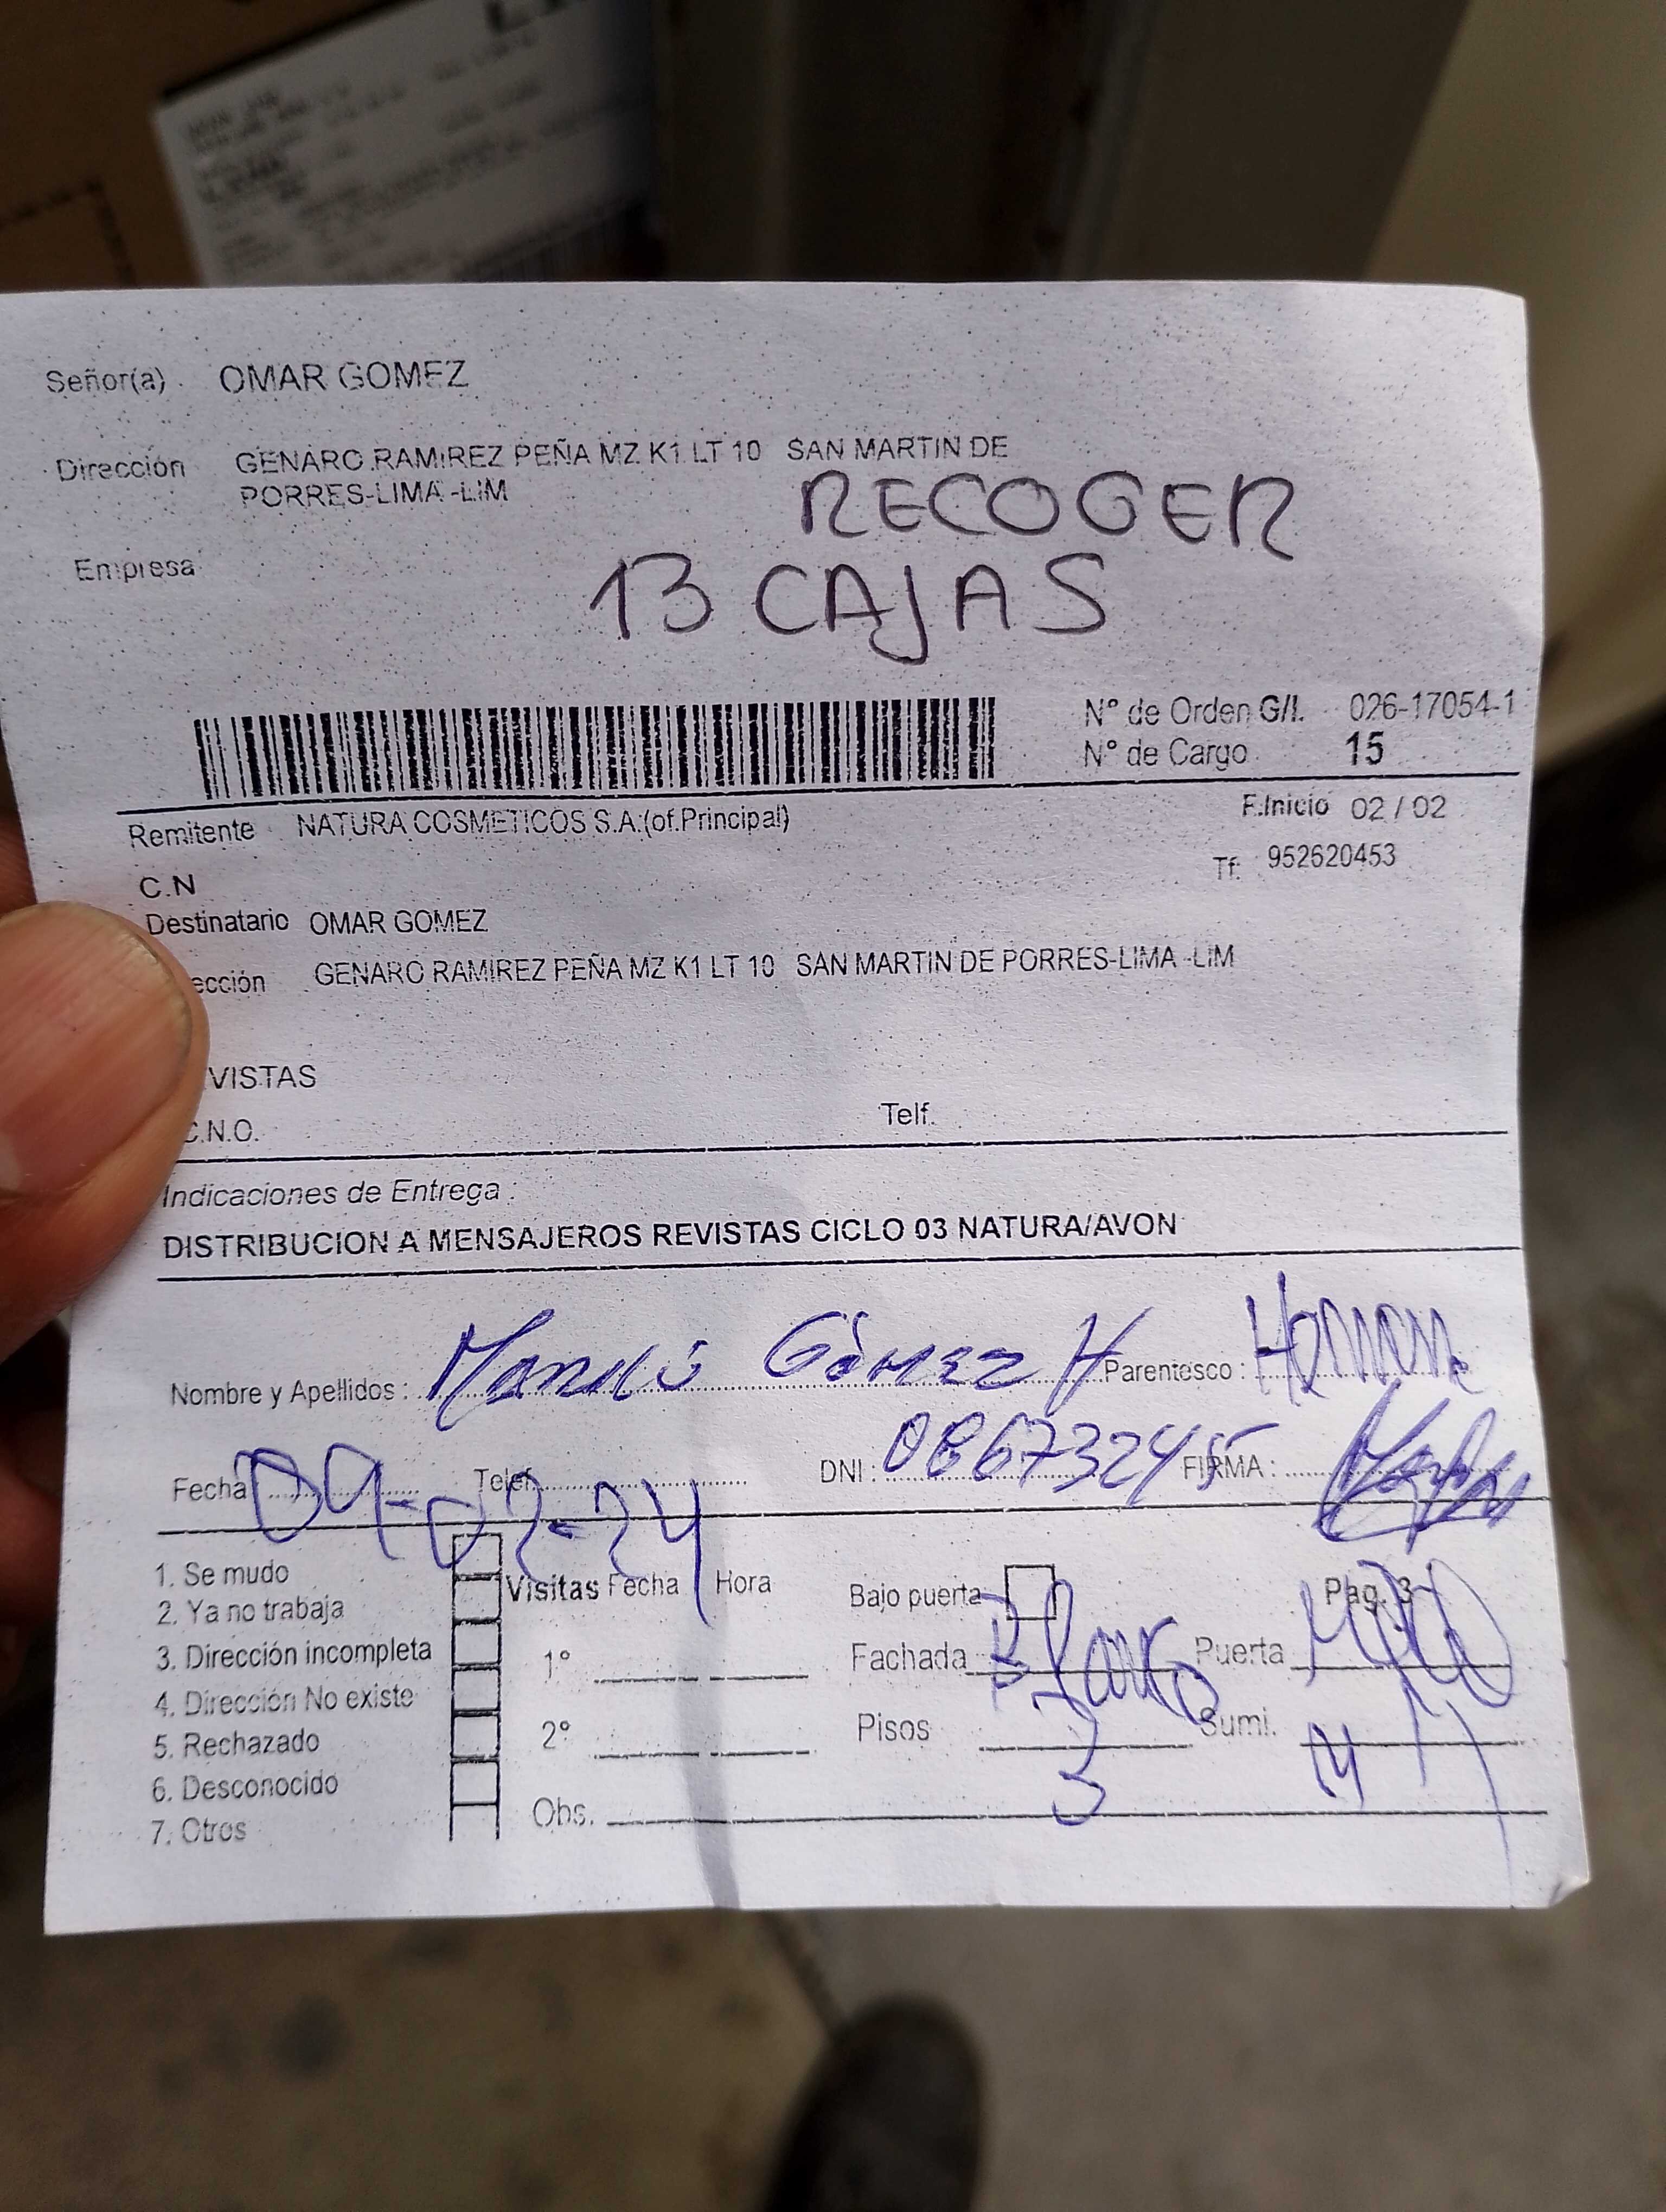 Señor(a) OMAR GOMEZ
Dirección GENARO RAMIREZ PEÑA MZ K1 LT 10 SAN MARTIN DE
PORRES-LIMA -LIM
RECOGER
Empresa
13 CAJAS
N° de Orden G/I. 026-17054-1
N° de Cargo 15
Remitente NATURA COSMETICOS S.A.(of.Principal)
F.Inicio 02 / 02
C.N
Tf: 952620453
Destinatario OMAR GOMEZ
ección GENARO RAMIREZ PEÑA MZ K1 LT 10 SAN MARTIN DE PORRES-LIMA -LIM
VISTAS
C.N.O. Telf.
Indicaciones de Entrega :
DISTRIBUCION A MENSAJEROS REVISTAS CICLO 03 NATURA/AVON
Nombre y Apellidos : Gómez H Parentesco :
Fecha 09-02-24 Telef. DNI : 08673245 FIRMA :
1. Se mudo
2. Ya no trabaja
3. Dirección incompleta
4. Dirección No existe
5. Rechazado
6. Desconocido
7. Otros
Visitas Fecha Hora
1°
2°
Obs.
Bajo puerta Pag. 3
Fachada Puerta
Pisos 3 Sumi.